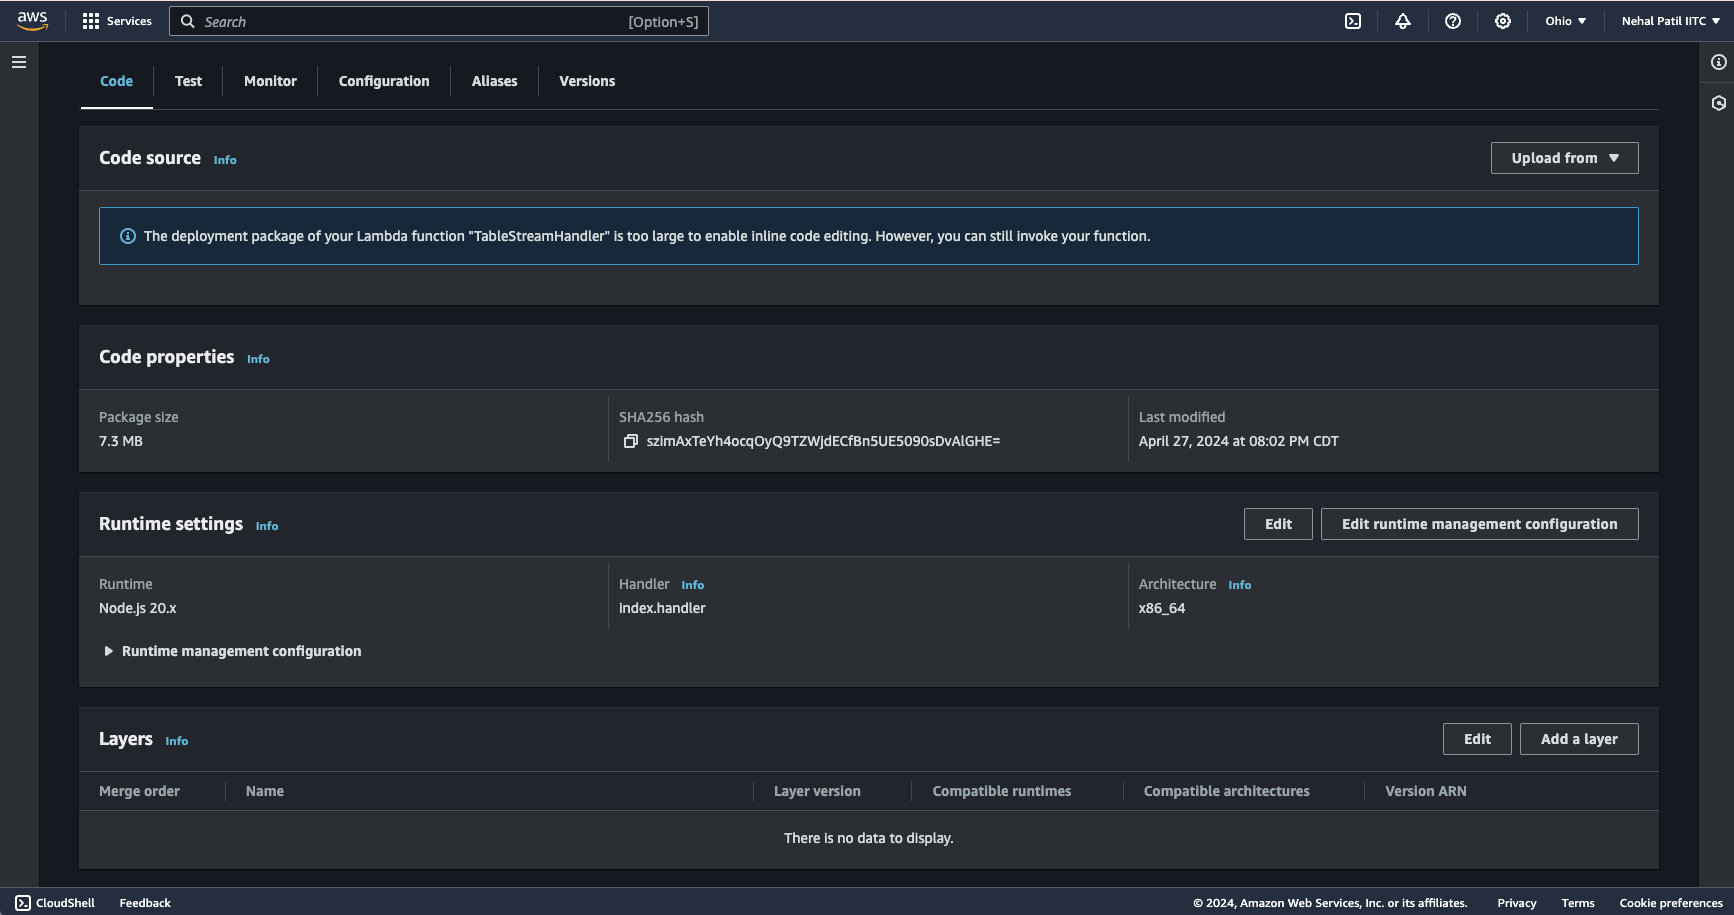 aws Services Search [Option+S] Ohio Nehal Patil IITC
Code Test Monitor Configuration Aliases Versions
Code source Info Upload from
The deployment package of your Lambda function "TableStreamHandler" is too large to enable inline code editing. However, you can still invoke your function.
Code properties Info
Package size SHA256 hash Last modified
7.3 MB szimAxTeYh4ocqOyQ9TZWjdECfBn5UE5090sDvAlGHE= April 27, 2024 at 08:02 PM CDT
Runtime settings Info Edit Edit runtime management configuration
Runtime Handler Info Architecture Info
Node.js 20.x index.handler x86_64
Runtime management configuration
Layers Info Edit Add a layer
Merge order Name Layer version Compatible runtimes Compatible architectures Version ARN
There is no data to display.
CloudShell Feedback © 2024, Amazon Web Services, Inc. or its affiliates. Privacy Terms Cookie preferences